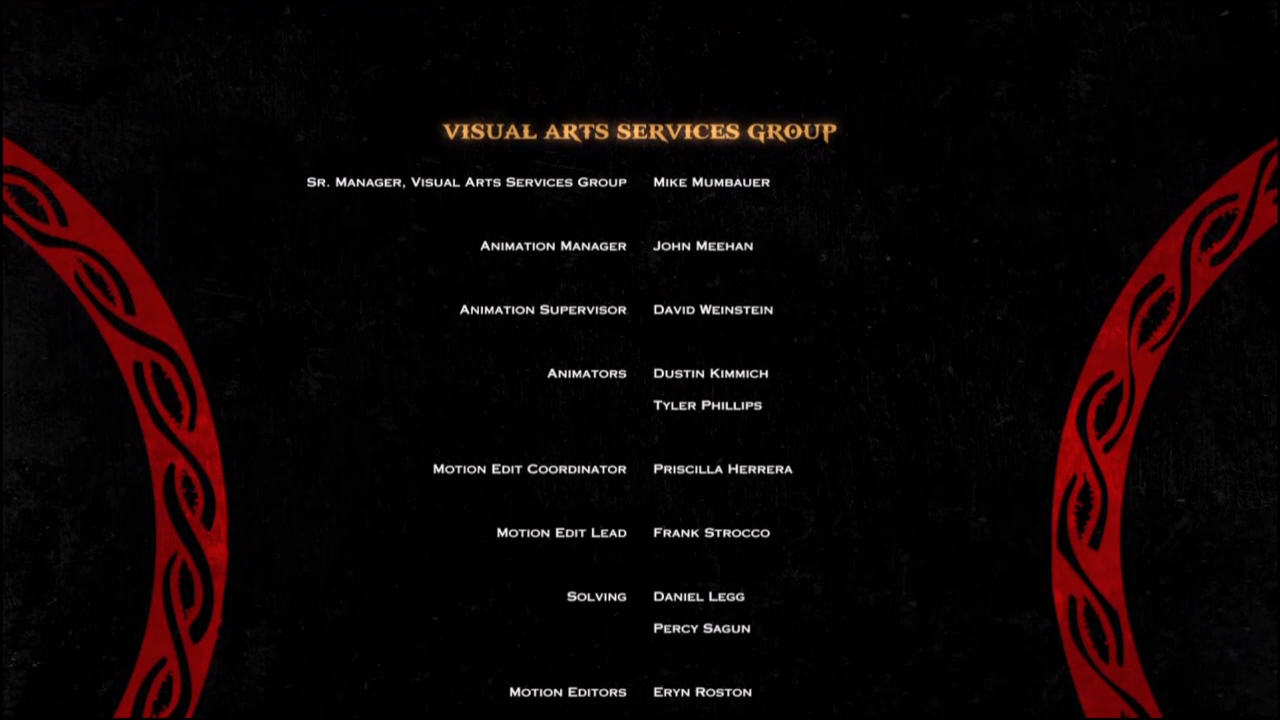 VISUAL ARTS SERVICES GROUP
SR. MANAGER, VISUAL ARTS SERVICES GROUP MIKE MUMBAUER
ANIMATION MANAGER JOHN MEEHAN
ANIMATION SUPERVISOR DAVID WEINSTEIN
ANIMATORS DUSTIN KIMMICH
TYLER PHILLIPS
MOTION EDIT COORDINATOR PRISCILLA HERRERA
MOTION EDIT LEAD FRANK STROCCO
SOLVING DANIEL LEGG
PERCY SAGUN
MOTION EDITORS ERYN ROSTON